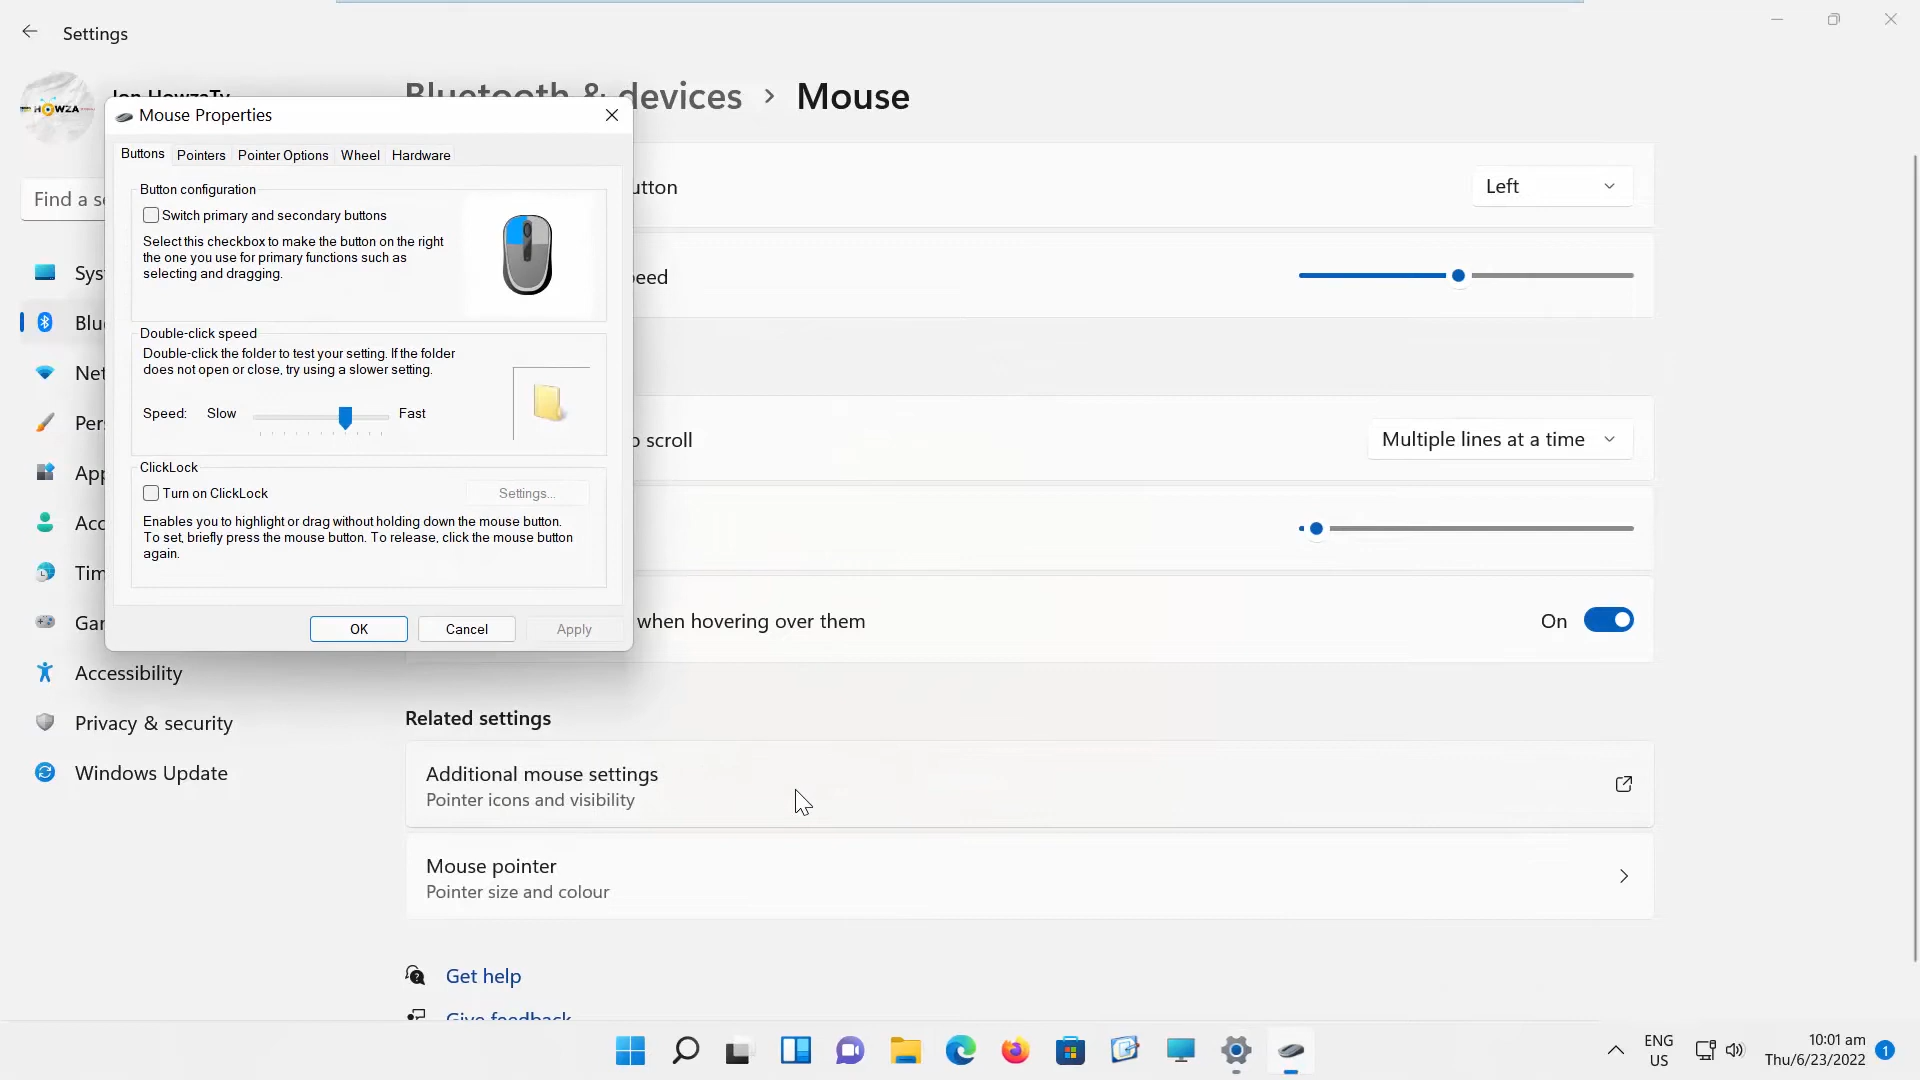 Settings
HOWZA
Bluetooth & devices > Mouse
Mouse Properties
Buttons Pointers Pointer Options Wheel Hardware
Button configuration
Switch primary and secondary buttons
Select this checkbox to make the button on the right
the one you use for primary functions such as
selecting and dragging.
Double-click speed
Double-click the folder to test your setting. If the folder
does not open or close, try using a slower setting.
Speed: Slow Fast
ClickLock
Turn on ClickLock Settings...
Enables you to highlight or drag without holding down the mouse button.
To set, briefly press the mouse button. To release, click the mouse button
again.
OK Cancel Apply
Find a s
Sys
Blu
Net
Per
App
Acc
Tim
Gar
Accessibility
Privacy & security
Windows Update
utton
Left
eed
o scroll
Multiple lines at a time
when hovering over them
On
Related settings
Additional mouse settings
Pointer icons and visibility
Mouse pointer
Pointer size and colour
Get help
Give feedback
ENG
US
10:01 am
Thu/6/23/2022
1